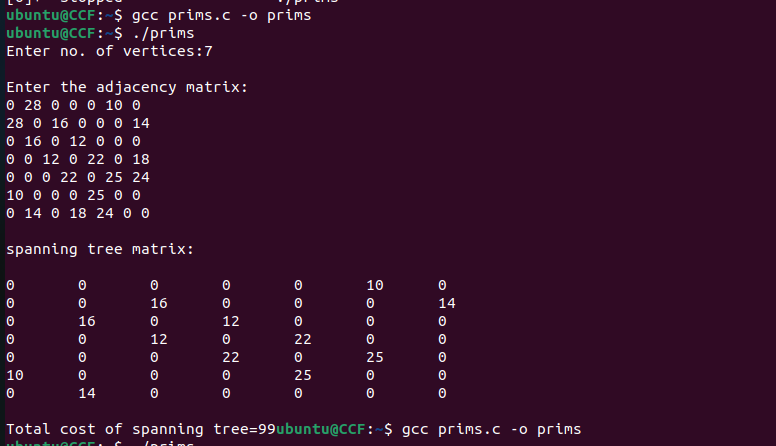 ubuntu@CCF:~$ gcc prims.c -o prims
ubuntu@CCF:~$ ./prims
Enter no. of vertices:7
Enter the adjacency matrix:
0 28 0 0 0 10 0
28 0 16 0 0 0 14
0 16 0 12 0 0 0
0 0 12 0 22 0 18
0 0 0 22 0 25 24
10 0 0 0 25 0 0
0 14 0 18 24 0 0
spanning tree matrix:
0 0 0 0 0 10 0
0 0 16 0 0 0 14
0 16 0 12 0 0 0
0 0 12 0 22 0 0
0 0 0 22 0 25 0
10 0 0 0 25 0 0
0 14 0 0 0 0 0
Total cost of spanning tree=99ubuntu@CCF:~$ gcc prims.c -o prims